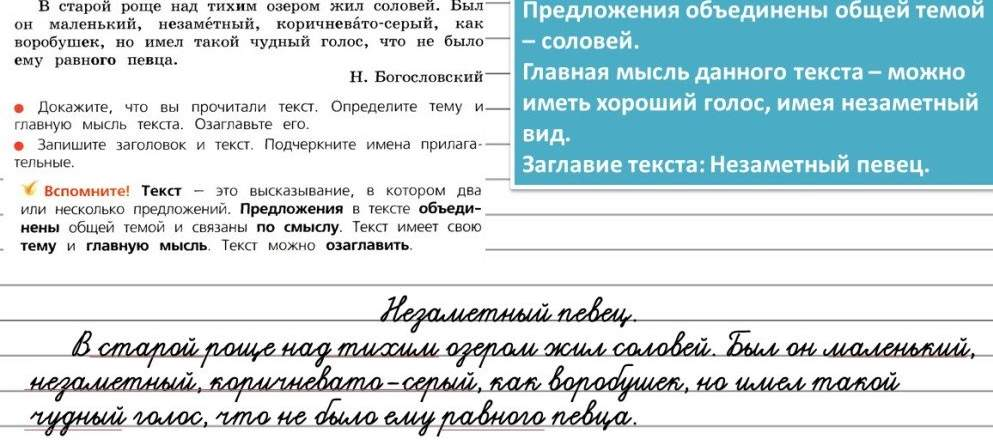 В старой роще над тихим озером жил соловей. Был
он маленький, незаме́тный, коричнева́то-серый, как
воробушек, но имел такой чудный голос, что не было
ему равного певца.
Н. Богословский
Докажите, что вы прочитали текст. Определите тему и
главную мысль текста. Озаглавьте его.
Запишите заголовок и текст. Подчеркните имена прилага-
тельные.
Вспомните! Текст — это высказывание, в котором два
или несколько предложений. Предложения в тексте объеди-
нены общей темой и связаны по смыслу. Текст имеет свою
тему и главную мысль. Текст можно озаглавить.
Предложения объединены общей темой
– соловей.
Главная мысль данного текста – можно
иметь хороший голос, имея незаметный
вид.
Заглавие текста: Незаметный певец.
Незаметный певец.
В старой роще над тихим озером жил соловей. Был он маленький,
незаметный, коричневато-серый, как воробушек, но имел такой
чудный голос, что не было ему равного певца.